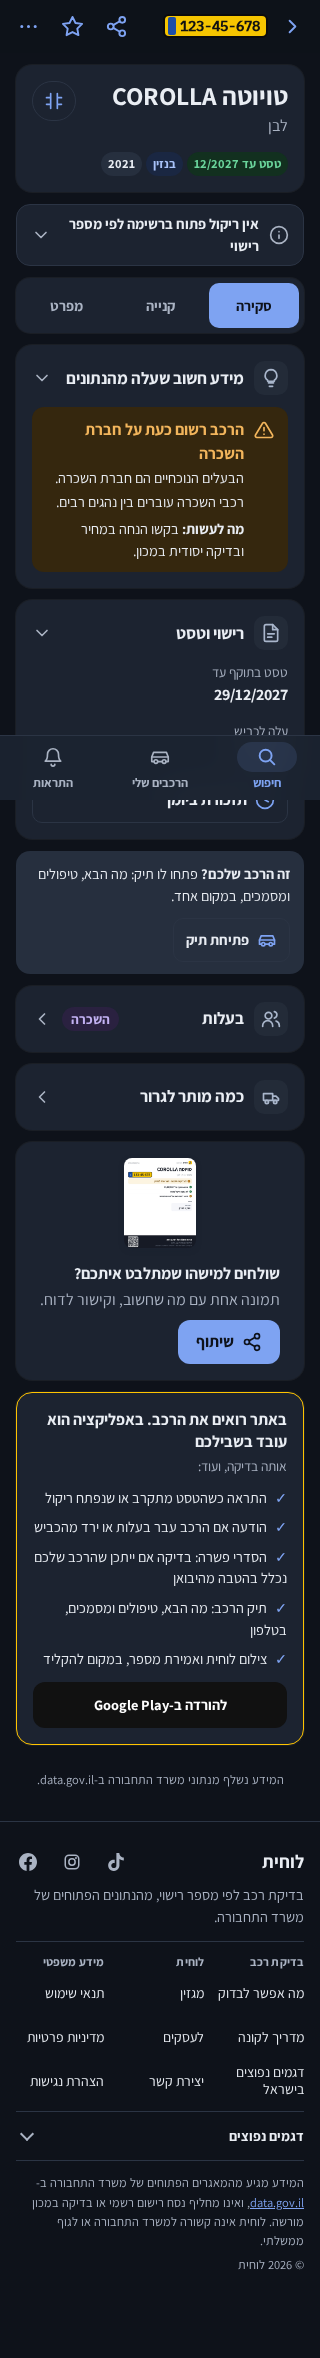 123-45-678
טויוטה COROLLA
לבן
טסט עד 12/2027
בנזין
2021
אין ריקול פתוח ברשימה לפי מספר
רישוי
סקירה
קנייה
מפרט
מידע חשוב שעלה מהנתונים
הרכב רשום כעת על חברת
השכרה
הבעלים הנוכחיים הם חברת השכרה.
רכבי השכרה עוברים בין נהגים רבים.
מה לעשות: בקשו הנחה במחיר
ובדיקה יסודית במכון.
רישוי וטסט
טסט בתוקף עד
29/12/2027
עלה לכביש
חיפוש
הרכבים שלי
התראות
תזכורת ביומן
זה הרכב שלכם? פתחו לו תיק: מה הבא, טיפולים
ומסמכים, במקום אחד.
פתיחת תיק
בעלות
השכרה
כמה מותר לגרור
שולחים למישהו שמתלבט איתכם?
תמונה אחת עם מה שחשוב, וקישור לדוח.
שיתוף
באתר רואים את הרכב. באפליקציה הוא
עובד בשבילכם
אותה בדיקה, ועוד:
✓ התראה כשהטסט מתקרב או שנפתח ריקול
✓ הודעה אם הרכב עבר בעלות או ירד מהכביש
✓ הסדרי פשרה: בדיקה אם ייתכן שהרכב שלכם
נכלל בהטבה מהיבואן
✓ תיק הרכב: מה הבא, טיפולים ומסמכים,
בטלפון
✓ צילום לוחית ואמירת מספר, במקום להקליד
להורדה ב-Google Play
המידע נשלף מנתוני משרד התחבורה ב-data.gov.il.
לוחית
בדיקת רכב לפי מספר רישוי, מהנתונים הפתוחים של
משרד התחבורה.
בדיקת רכב
לוחית
מידע משפטי
מה אפשר לבדוק
מגזין
תנאי שימוש
מדריך לקונה
לעסקים
מדיניות פרטיות
דגמים נפוצים
בישראל
יצירת קשר
הצהרת נגישות
דגמים נפוצים
המידע מגיע מהמאגרים הפתוחים של משרד התחבורה ב-
data.gov.il, ואינו מחליף נסח רישום רשמי או בדיקה במכון
מורשה. לוחית אינה קשורה למשרד התחבורה או לגוף
ממשלתי.
© 2026 לוחית